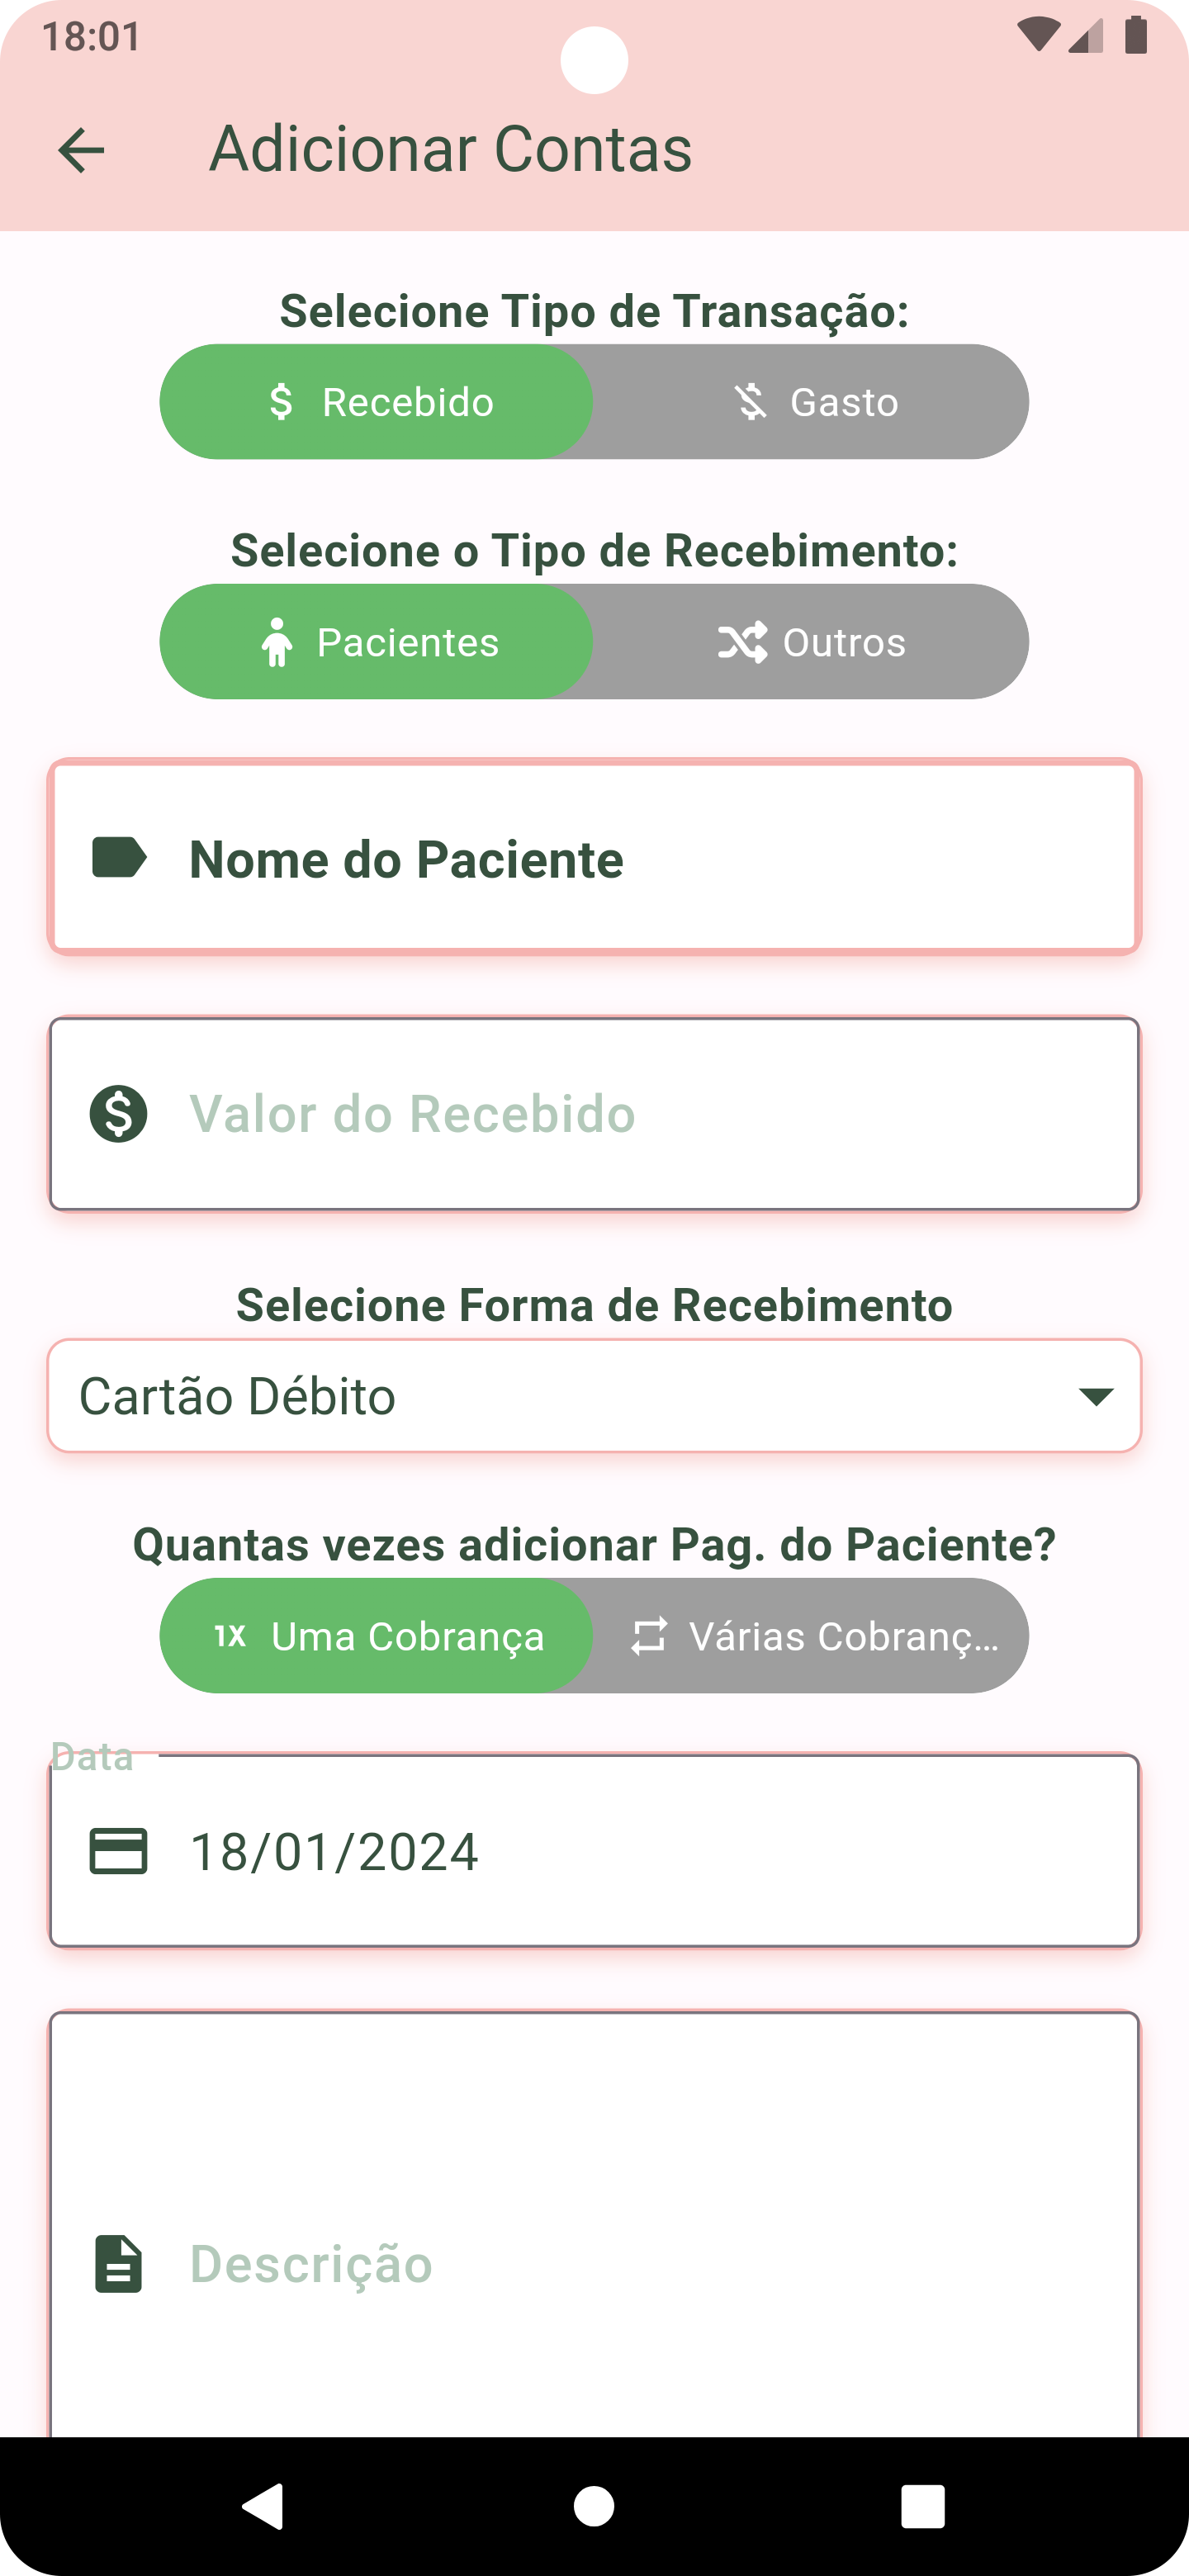 18:01
Adicionar Contas
Selecione Tipo de Transação:
Recebido
Gasto
Selecione o Tipo de Recebimento:
Pacientes
Outros
Nome do Paciente
Valor do Recebido
Selecione Forma de Recebimento
Cartão Débito
Quantas vezes adicionar Pag. do Paciente?
1X Uma Cobrança
Várias Cobranç...
Data
18/01/2024
Descrição